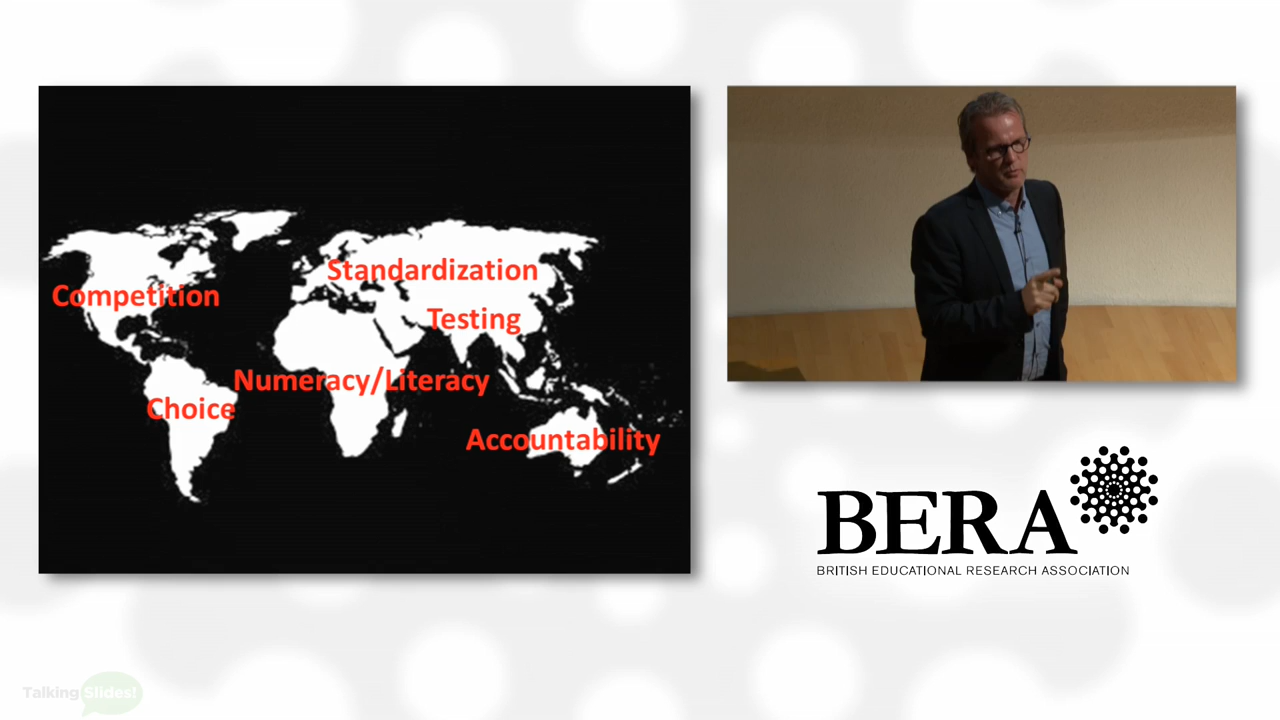 Standardization
Competition
Testing
Numeracy/Literacy
Choice
Accountability
BERA
BRITISH EDUCATIONAL RESEARCH ASSOCIATION
Talking Slides!